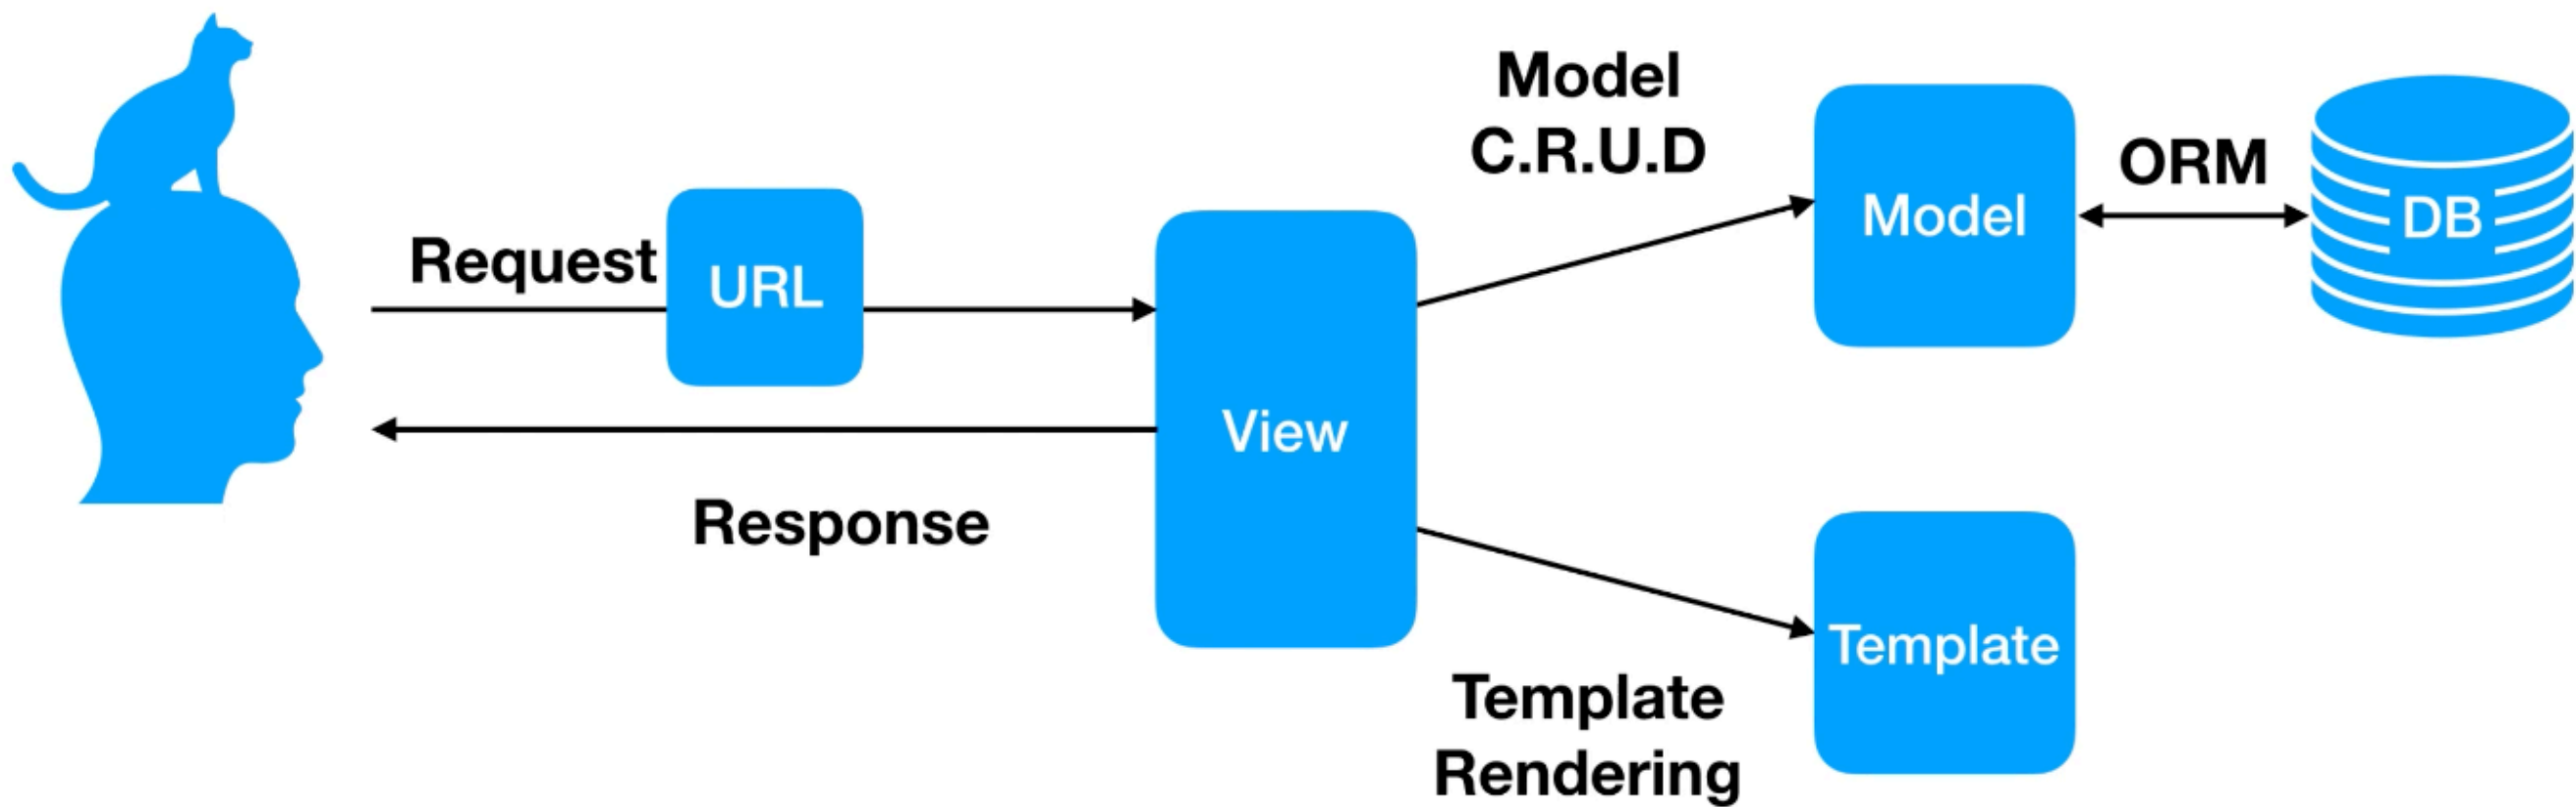 Request
URL
Response
View
Model
C.R.U.D
Model
ORM
DB
Template
Rendering
Template